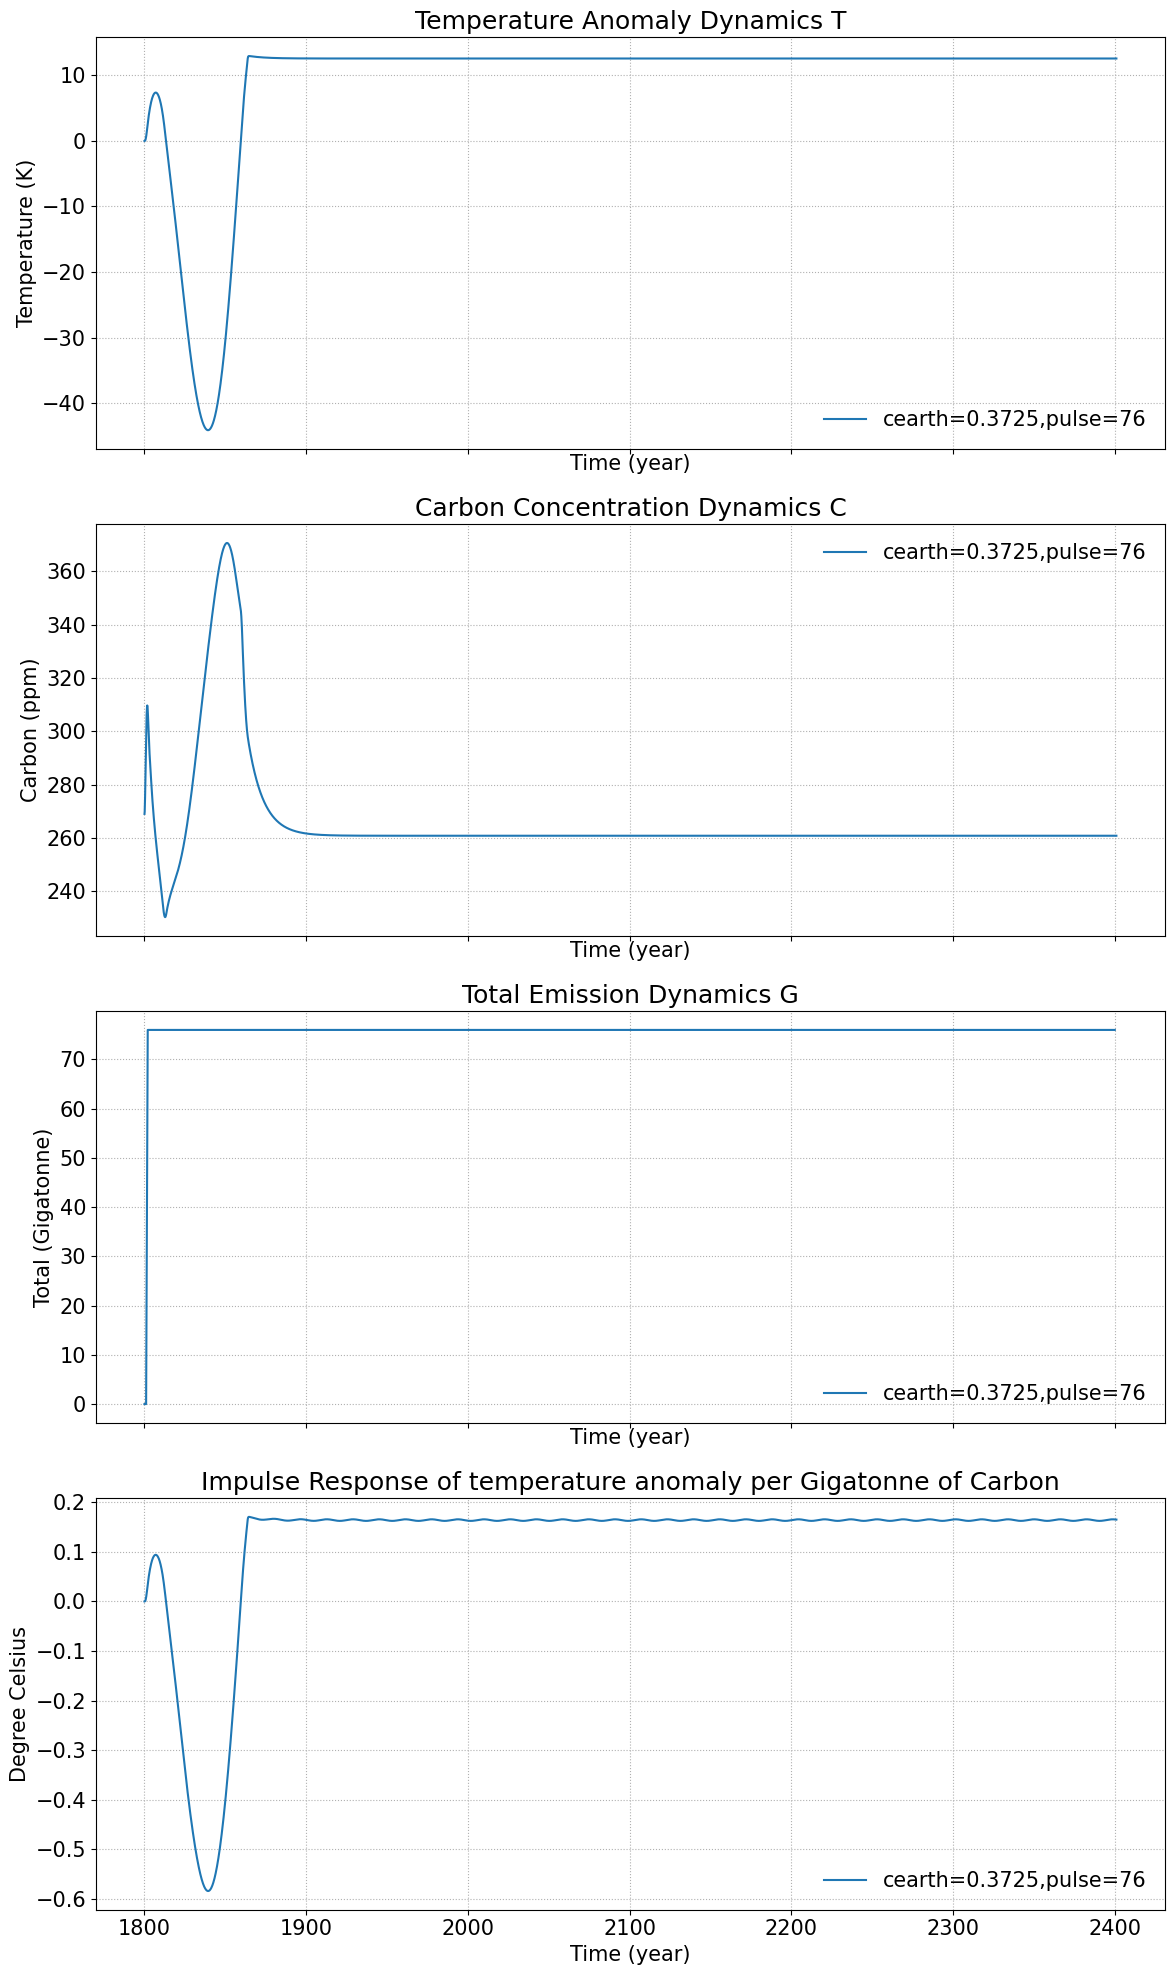 Temperature Anomaly Dynamics T
10
0
−10
−20
−30
−40
Temperature (K)
cearth=0.3725,pulse=76
Time (year)
Carbon Concentration Dynamics C
360
340
320
300
280
260
240
Carbon (ppm)
cearth=0.3725,pulse=76
Time (year)
Total Emission Dynamics G
70
60
50
40
30
20
10
0
Total (Gigatonne)
cearth=0.3725,pulse=76
Time (year)
Impulse Response of temperature anomaly per Gigatonne of Carbon
0.2
0.1
0.0
−0.1
−0.2
−0.3
−0.4
−0.5
−0.6
Degree Celsius
cearth=0.3725,pulse=76
1800 1900 2000 2100 2200 2300 2400
Time (year)